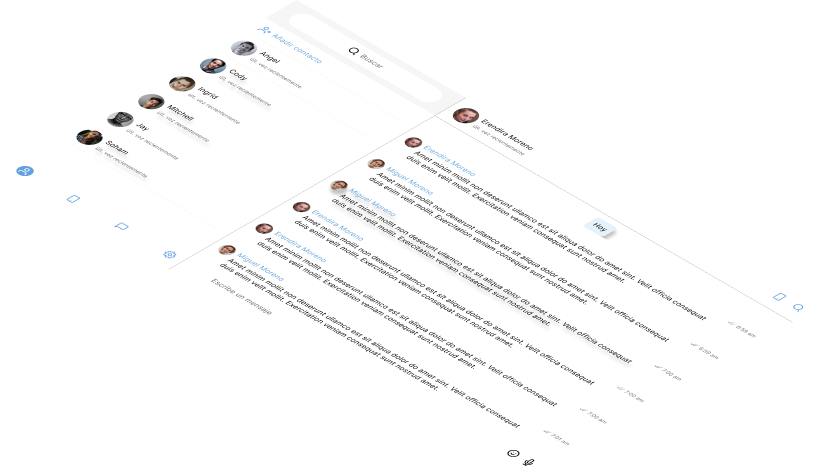 Buscar
Añadir contacto
Angel
últ. vez recientemente
Cody
últ. vez recientemente
Ingrid
últ. vez recientemente
Mitchell
últ. vez recientemente
Jay
últ. vez recientemente
Soham
últ. vez recientemente
Erendira Moreno
últ. vez recientemente
Hoy
Erendira Moreno
Amet minim mollit non deserunt ullamco est sit aliqua dolor do amet sint. Velit officia consequat
duis enim velit mollit. Exercitation veniam consequat sunt nostrud amet.
6:59 am
Miguel Moreno
Amet minim mollit non deserunt ullamco est sit aliqua dolor do amet sint. Velit officia consequat
duis enim velit mollit. Exercitation veniam consequat sunt nostrud amet.
6:59 am
Miguel Moreno
Amet minim mollit non deserunt ullamco est sit aliqua dolor do amet sint. Velit officia consequat
duis enim velit mollit. Exercitation veniam consequat sunt nostrud amet.
7:00 am
Erendira Moreno
Amet minim mollit non deserunt ullamco est sit aliqua dolor do amet sint. Velit officia consequat
duis enim velit mollit. Exercitation veniam consequat sunt nostrud amet.
7:00 am
Erendira Moreno
Amet minim mollit non deserunt ullamco est sit aliqua dolor do amet sint. Velit officia consequat
duis enim velit mollit. Exercitation veniam consequat sunt nostrud amet.
7:00 am
Miguel Moreno
Amet minim mollit non deserunt ullamco est sit aliqua dolor do amet sint. Velit officia consequat
duis enim velit mollit. Exercitation veniam consequat sunt nostrud amet.
7:01 am
Escribe un mensaje